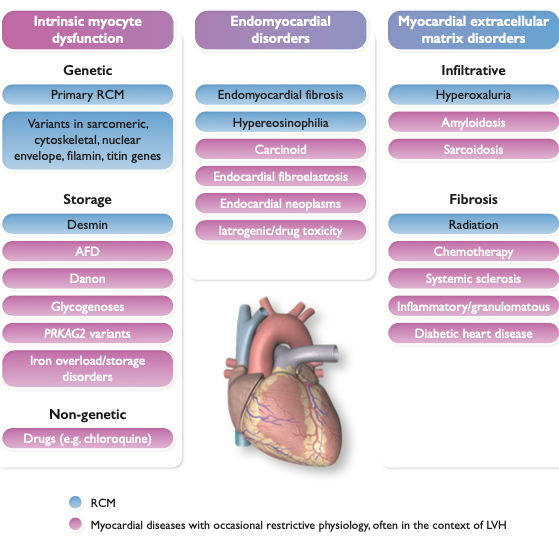 Intrinsic myocyte
dysfunction
Genetic
Primary RCM
Variants in sarcomeric,
cytoskeletal, nuclear
envelope, filamin, titin genes
Storage
Desmin
AFD
Danon
Glycogenoses
PRKAG2 variants
Iron overload/storage
disorders
Non-genetic
Drugs (e.g. chloroquine)
Endomyocardial
disorders
Endomyocardial fibrosis
Hypereosinophilia
Carcinoid
Endocardial fibroelastosis
Endocardial neoplasms
Iatrogenic/drug toxicity
Myocardial extracellular
matrix disorders
Infiltrative
Hyperoxaluria
Amyloidosis
Sarcoidosis
Fibrosis
Radiation
Chemotherapy
Systemic sclerosis
Inflammatory/granulomatous
Diabetic heart disease
RCM
Myocardial diseases with occasional restrictive physiology, often in the context of LVH